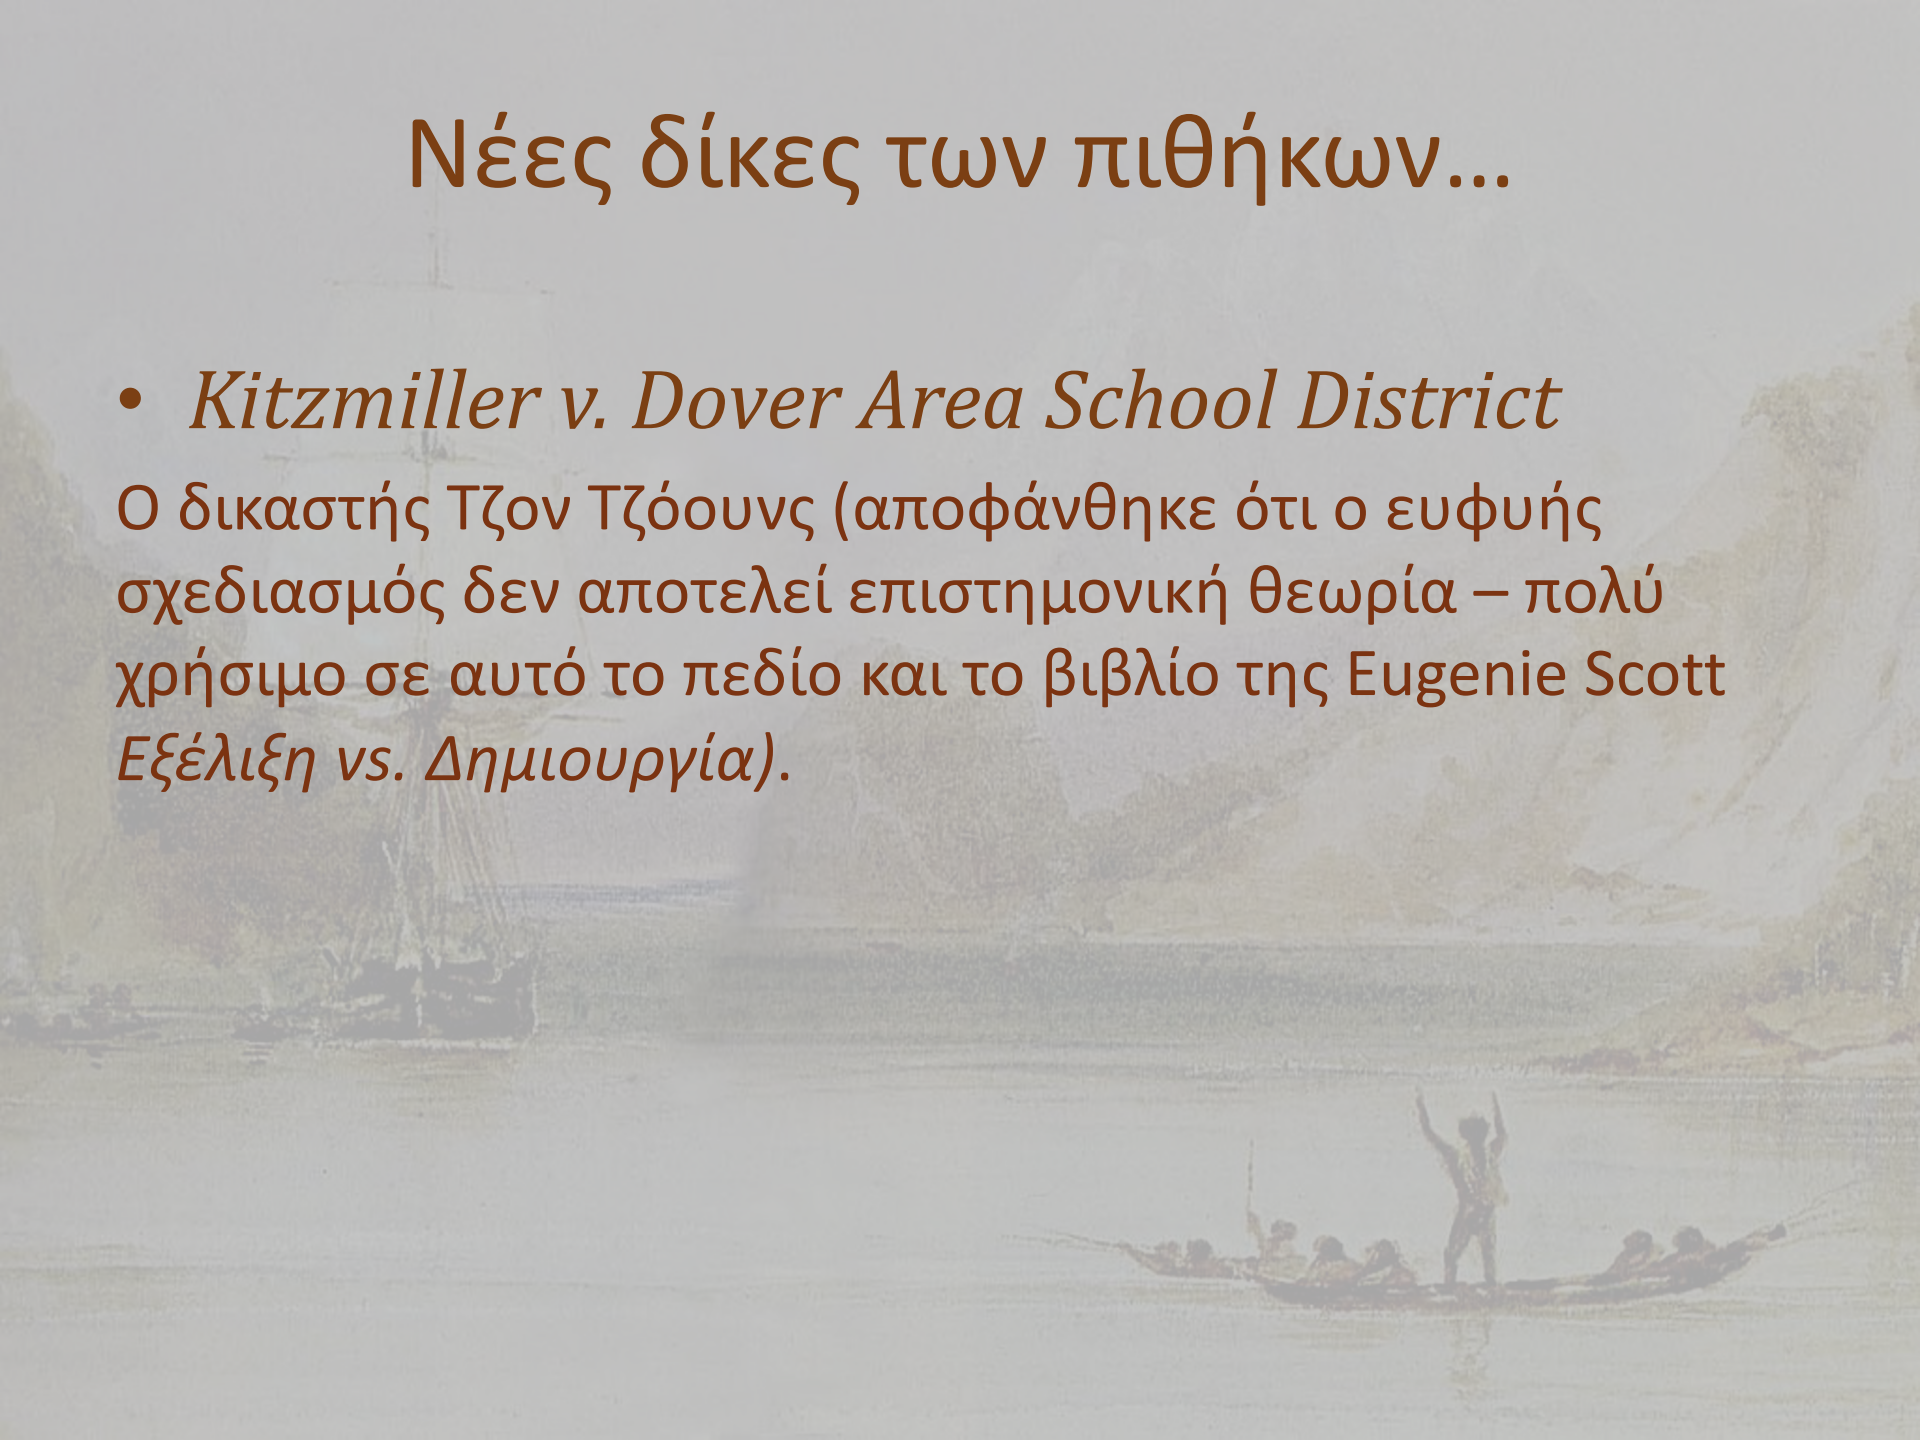 Νέες δίκες των πιθήκων…
• Kitzmiller v. Dover Area School District
Ο δικαστής Τζον Τζόουνς (αποφάνθηκε ότι ο ευφυής
σχεδιασμός δεν αποτελεί επιστημονική θεωρία – πολύ
χρήσιμο σε αυτό το πεδίο και το βιβλίο της Eugenie Scott
Εξέλιξη vs. Δημιουργία).